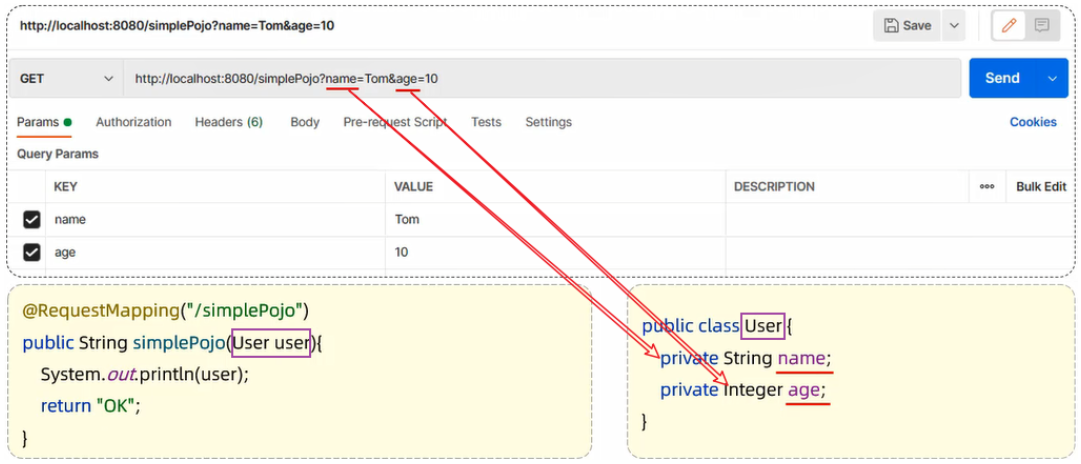 http://localhost:8080/simplePojo?name=Tom&age=10
Save
GET
http://localhost:8080/simplePojo?name=Tom&age=10
Send
Params Authorization Headers (6) Body Pre-request Script Tests Settings Cookies
Query Params
KEY VALUE DESCRIPTION ooo Bulk Edit
name Tom
age 10
@RequestMapping("/simplePojo")
public String simplePojo(User user){
System.out.println(user);
return "OK";
}
public class User {
private String name;
private Integer age;
}